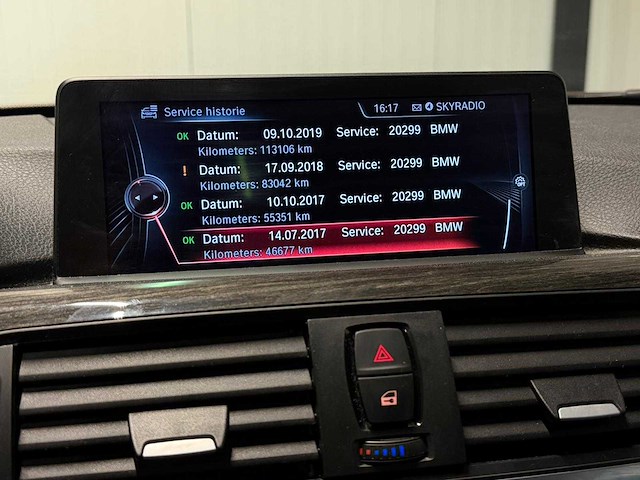 Service historie 16:17 4 SKYRADIO
OK Datum: 09.10.2019 Service: 20299 BMW
Kilometers: 113106 km
! Datum: 17.09.2018 Service: 20299 BMW
Kilometers: 83042 km
OK Datum: 10.10.2017 Service: 20299 BMW
Kilometers: 55351 km
OK Datum: 14.07.2017 Service: 20299 BMW
Kilometers: 46677 km